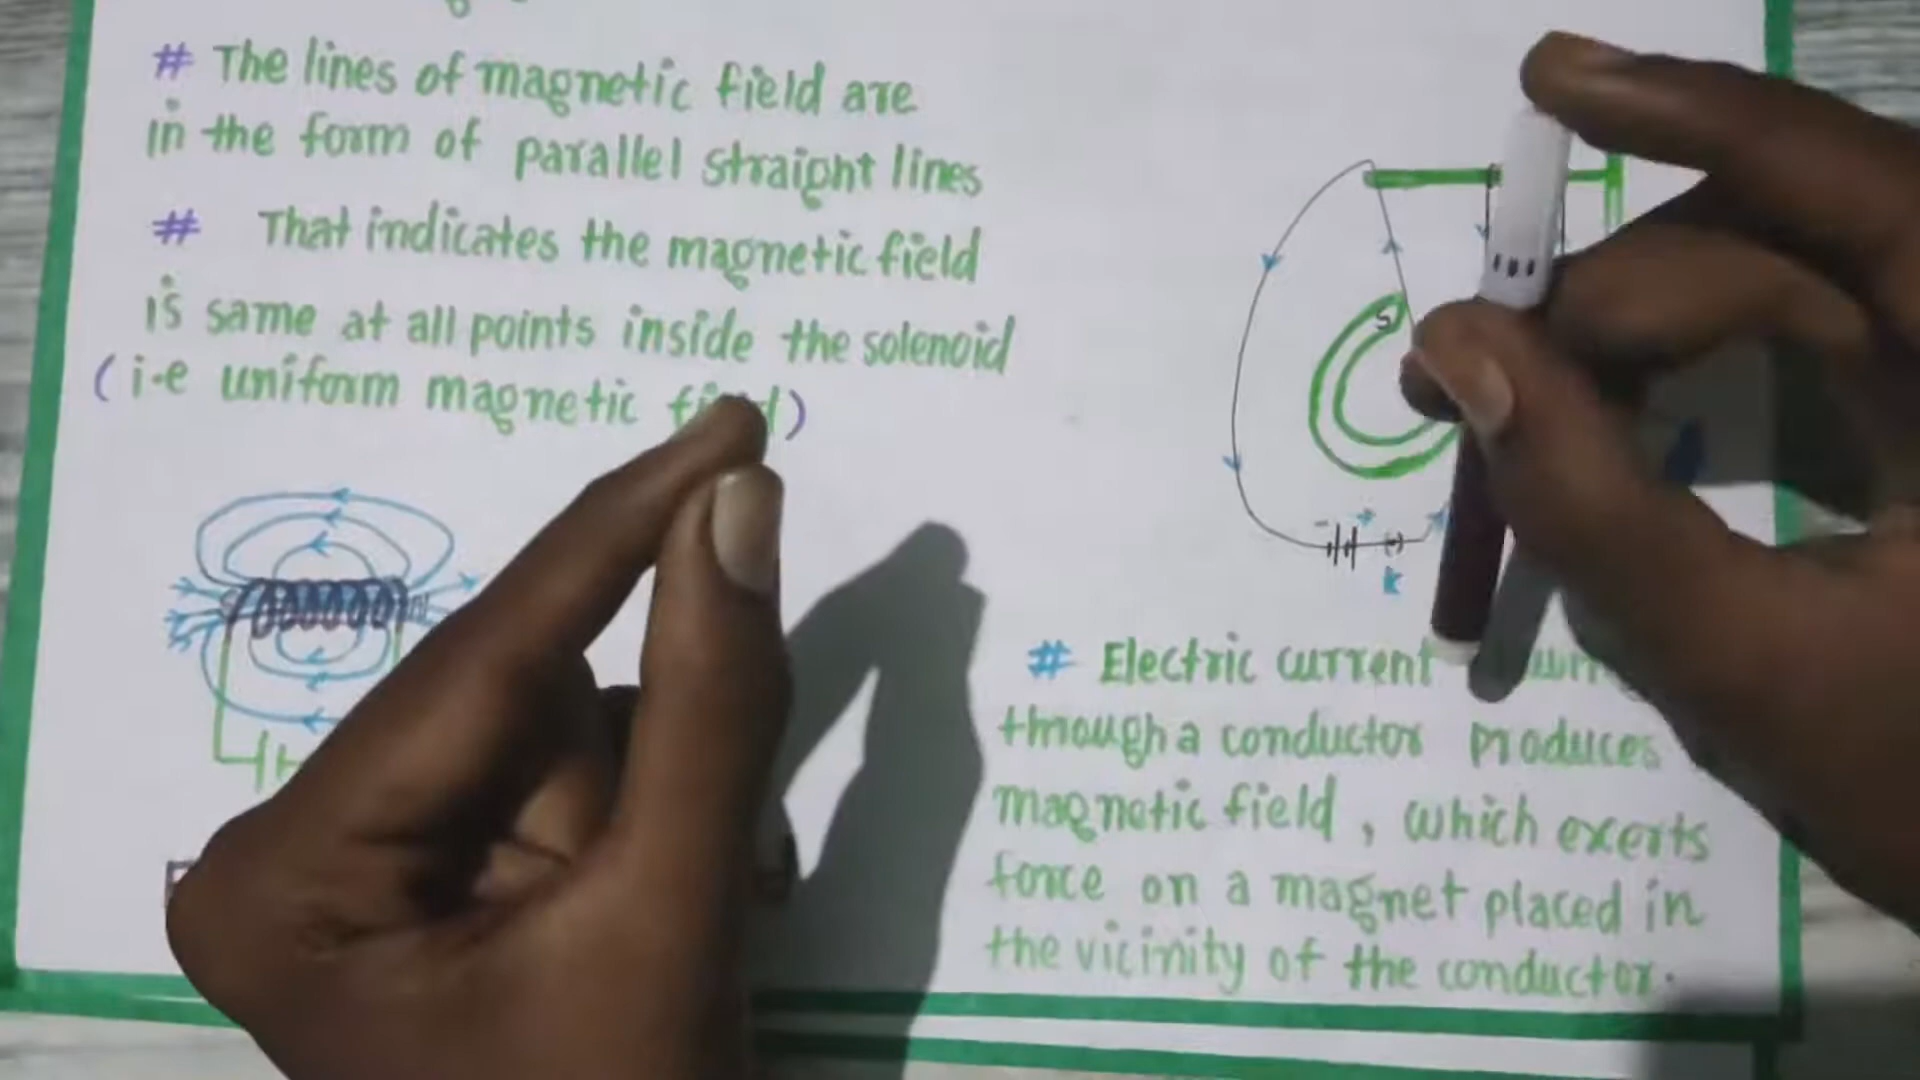 # The lines of magnetic field are
in the form of parallel straight lines
# That indicates the magnetic field
is same at all points inside the solenoid
(i-e uniform magnetic field)
S
- +
k
# Electric current
through a conductor produces
magnetic field, which exerts
force on a magnet placed in
the vicinity of the conductor.